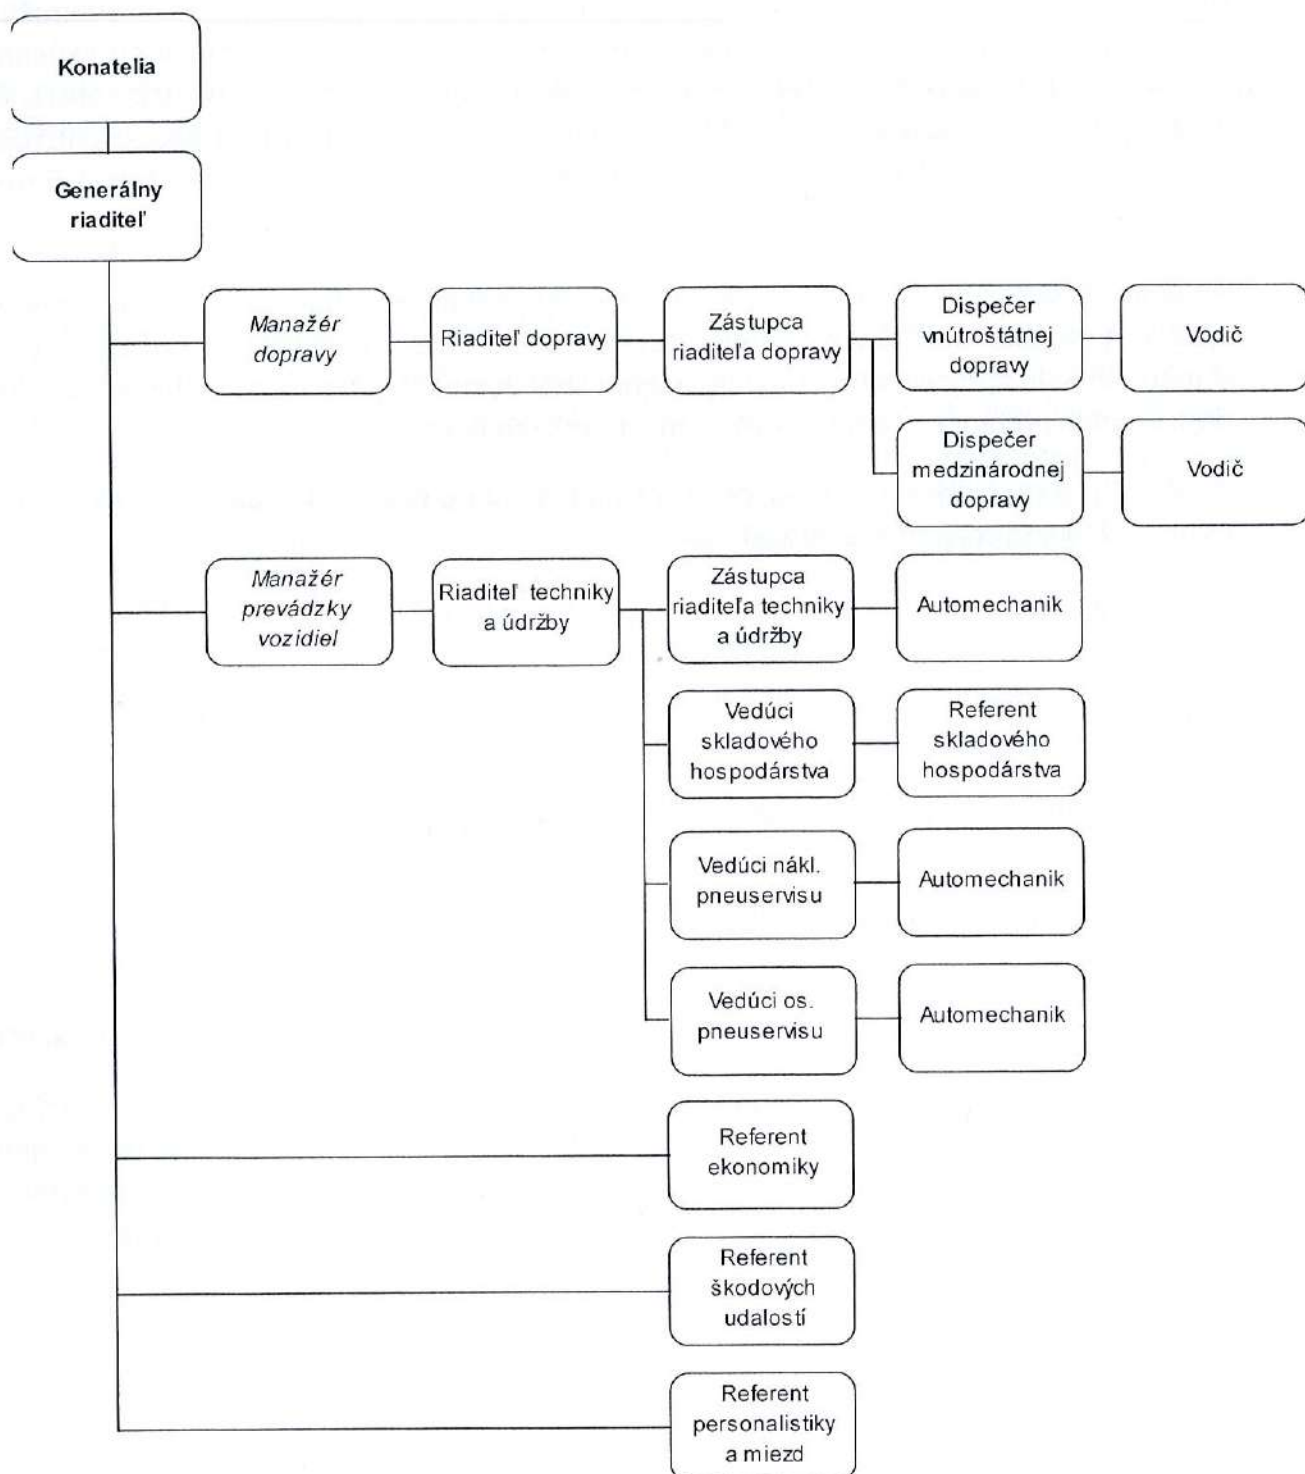 Konatelia
Generálny
riaditeľ
Manažér
dopravy
Riaditeľ dopravy
Zástupca
riaditeľa dopravy
Dispečer
vnútroštátnej
dopravy
Vodič
Dispečer
medzinárodnej
dopravy
Vodič
Manažér
prevádzky
vozidiel
Riaditeľ techniky
a údržby
Zástupca
riaditeľa techniky
a údržby
Automechanik
Vedúci
skladového
hospodárstva
Referent
skladového
hospodárstva
Vedúci nákl.
pneuservisu
Automechanik
Vedúci os.
pneuservisu
Automechanik
Referent
ekonomiky
Referent
škodových
udalostí
Referent
personalistiky
a miezd